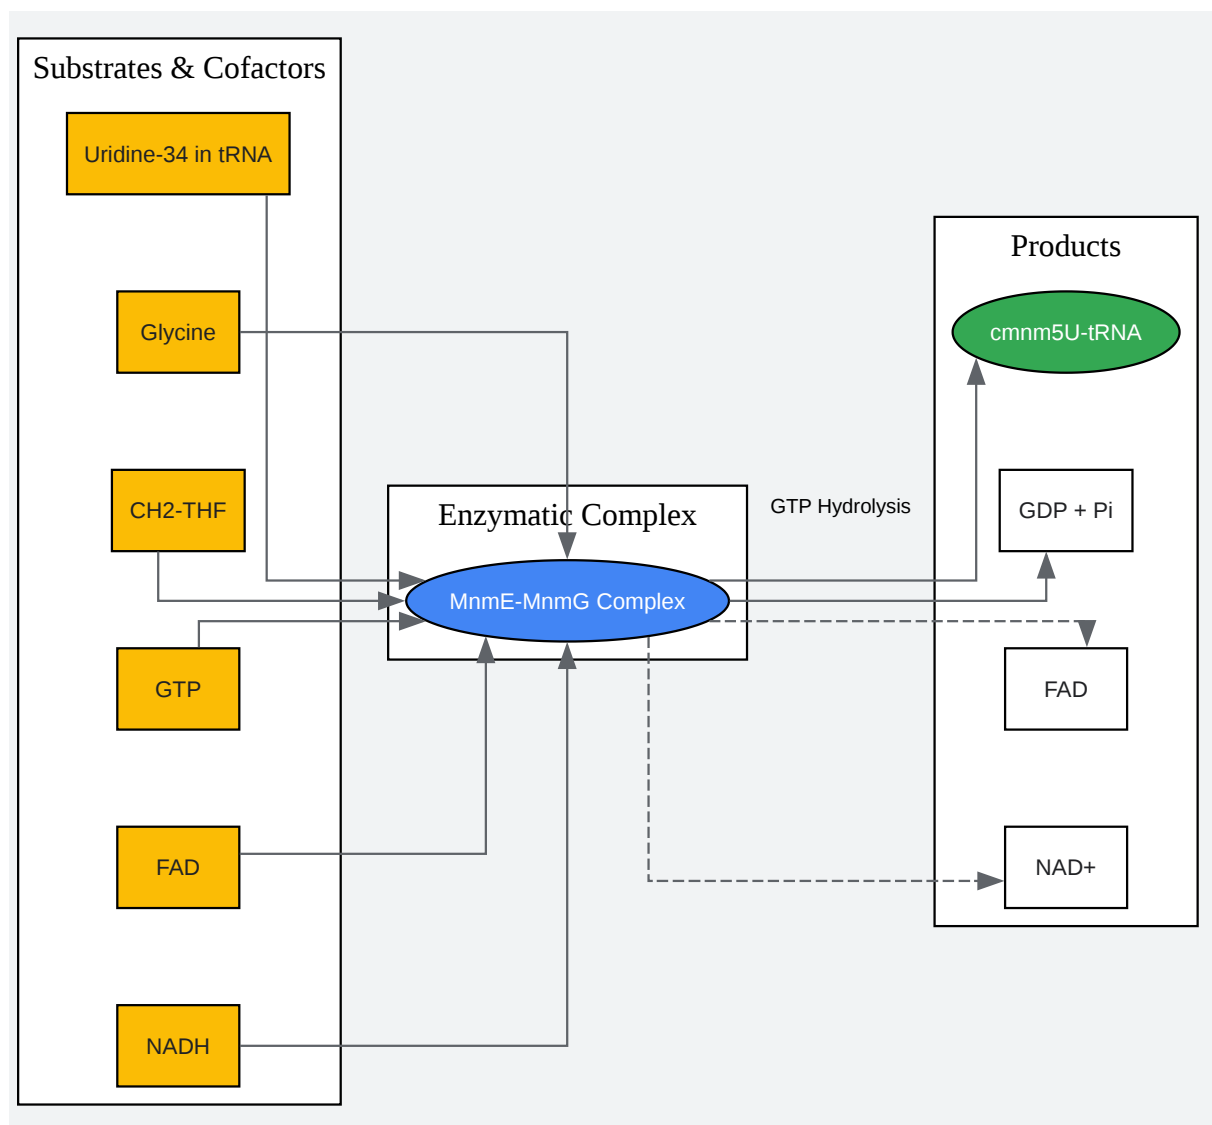 Substrates & Cofactors
Uridine-34 in tRNA
Glycine
CH2-THF
GTP
FAD
NADH
Enzymatic Complex
MnmE-MnmG Complex
GTP Hydrolysis
Products
cmnm5U-tRNA
GDP + Pi
FAD
NAD+